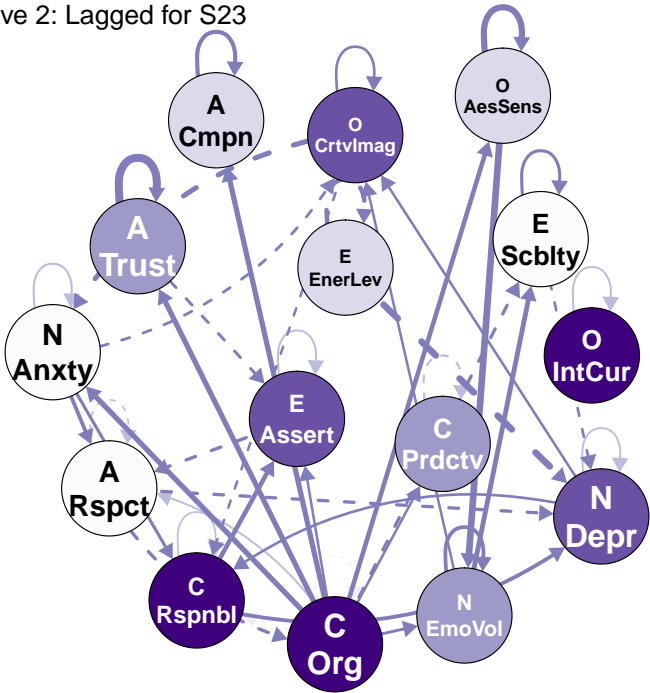 ve 2: Lagged for S23
A
Cmpn
O
CrtvImag
O
AesSens
A
Trust
E
EnerLev
E
Scblty
N
Anxty
O
IntCur
E
Assert
C
Prdctv
A
Rspct
N
Depr
C
Rspnbl
C
Org
N
EmoVol